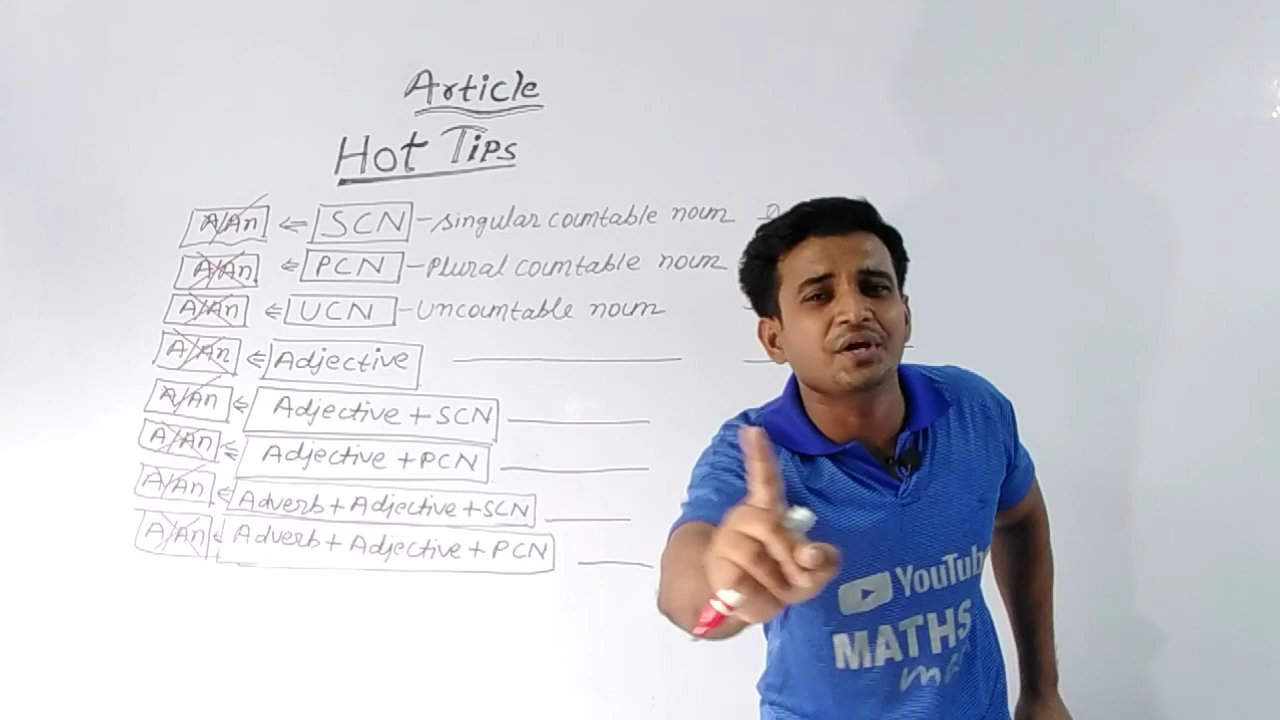 Article
Hot Tips
A/An ⇐ SCN - singular countable noun
A/An ⇐ PCN - Plural countable noun
A/An ⇐ UCN - Uncountable noun
A/An ⇐ Adjective
A/An ⇐ Adjective + SCN
A/An ⇐ Adjective + PCN
A/An ⇐ Adverb + Adjective + SCN
A/An ⇐ Adverb + Adjective + PCN
YouTub
MATHS